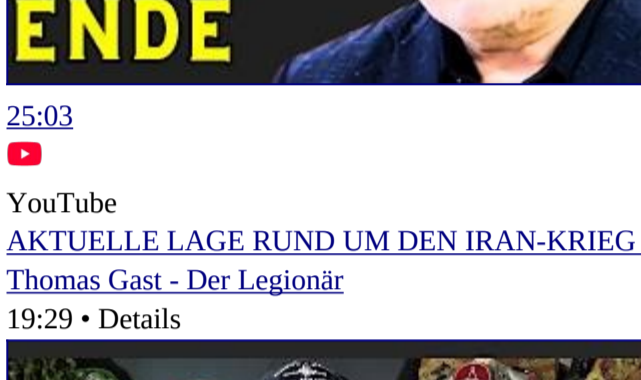 ENDE
25:03
YouTube
AKTUELLE LAGE RUND UM DEN IRAN-KRIEG
Thomas Gast - Der Legionär
19:29 • Details